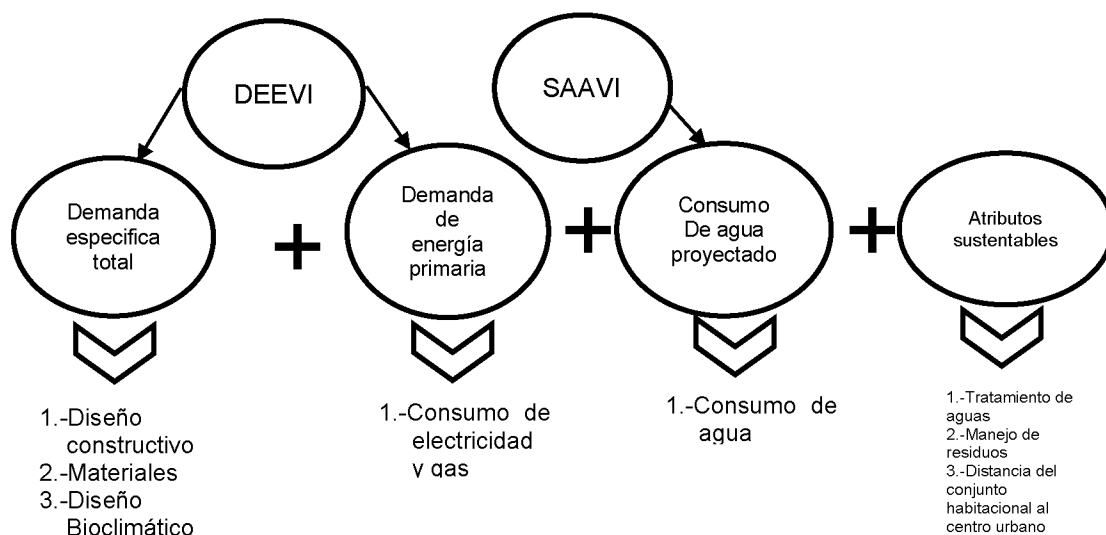 DEEVI
SAAVI
Demanda
especifica
total
+
Demanda
de
energía
primaria
+
Consumo
De agua
proyectado
+
Atributos
sustentables
1.-Diseño
constructivo
2.-Materiales
3.-Diseño
Bioclimático
1.-Consumo de
electricidad
y gas
1.-Consumo de
agua
1.-Tratamiento de
aguas
2.-Manejo de
residuos
3.-Distancia del
conjunto
habitacional al
centro urbano